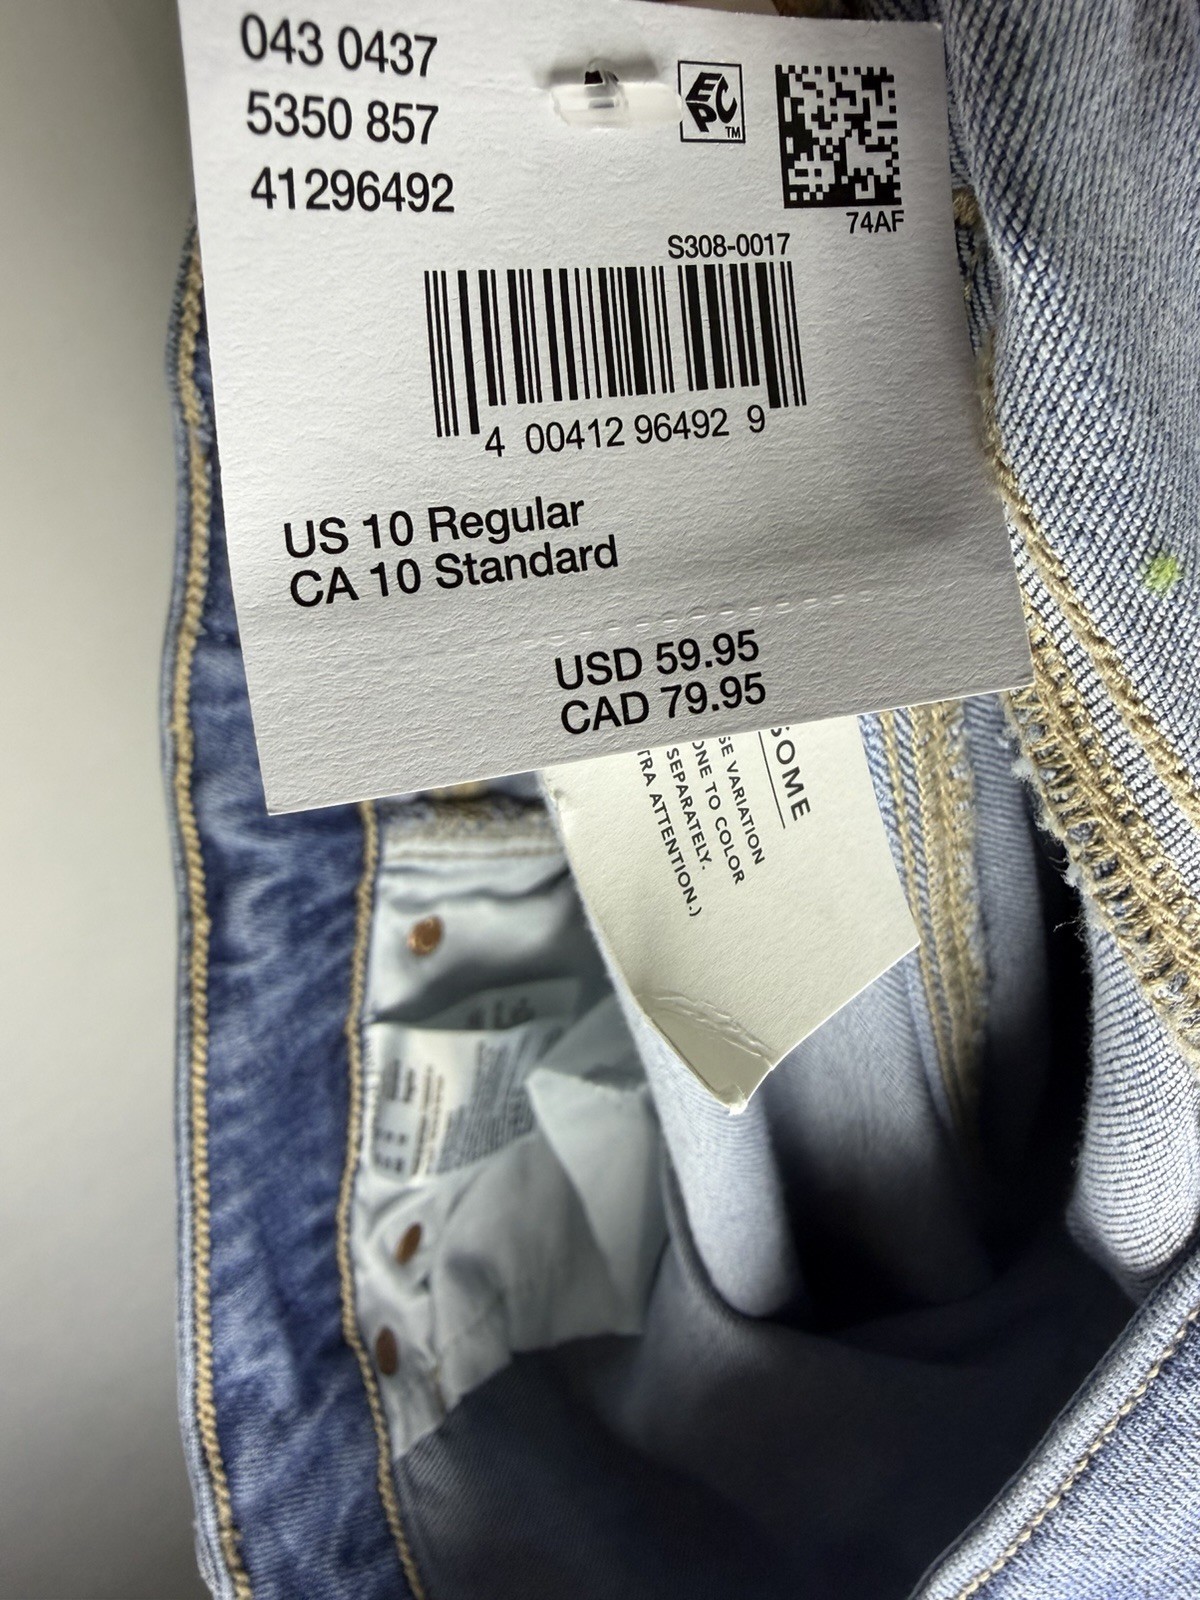 043 0437
5350 857
41296492
EPC
TM
74AF
S308-0017
4 00412 96492 9
US 10 Regular
CA 10 Standard
USD 59.95
CAD 79.95
SOME
SE VARIATION
ONE TO COLOR
SEPARATELY.
TRA ATTENTION.)